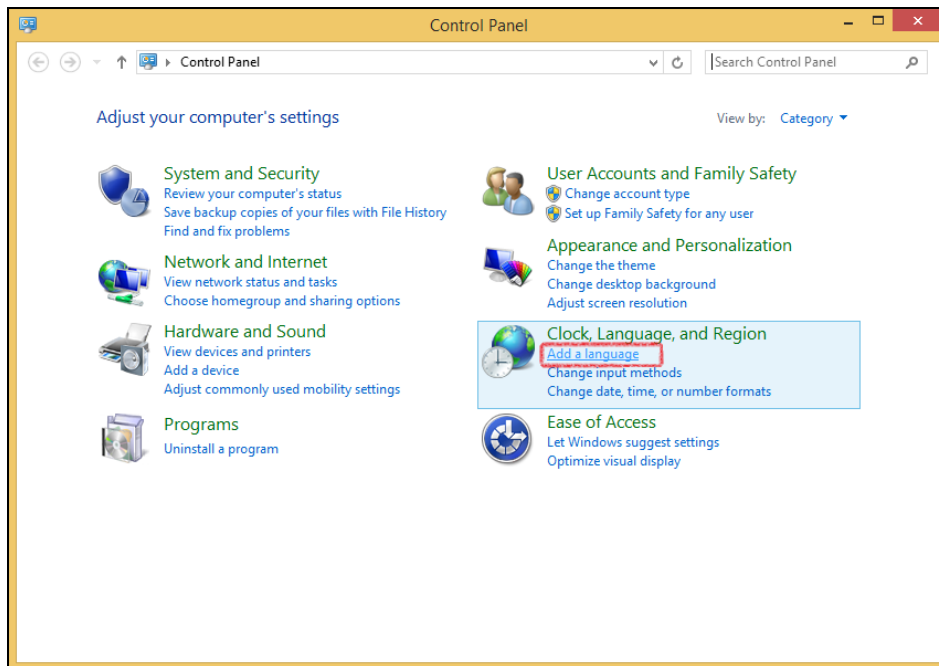 Control Panel
Control Panel
Search Control Panel
Adjust your computer's settings
View by: Category
System and Security
Review your computer's status
Save backup copies of your files with File History
Find and fix problems
Network and Internet
View network status and tasks
Choose homegroup and sharing options
Hardware and Sound
View devices and printers
Add a device
Adjust commonly used mobility settings
Programs
Uninstall a program
User Accounts and Family Safety
Change account type
Set up Family Safety for any user
Appearance and Personalization
Change the theme
Change desktop background
Adjust screen resolution
Clock, Language, and Region
Add a language
Change input methods
Change date, time, or number formats
Ease of Access
Let Windows suggest settings
Optimize visual display